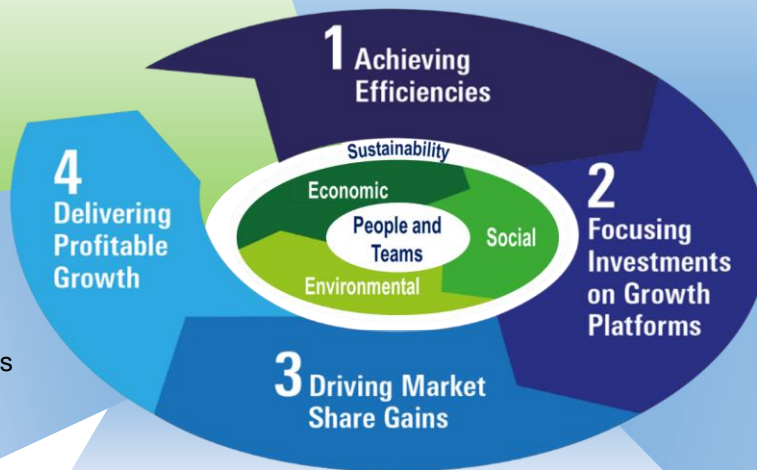 1 Achieving
Efficiencies
Sustainability
Economic
People and
Teams
Social
Environmental
2
Focusing
Investments
on Growth
Platforms
3 Driving Market
Share Gains
4
Delivering
Profitable
Growth
s